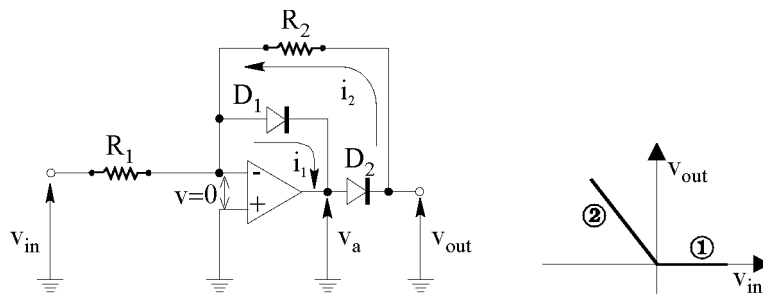 R2
i2
D1
R1
-
i1
D2
v=0
+
vin
va
vout
vout
②
①
vin